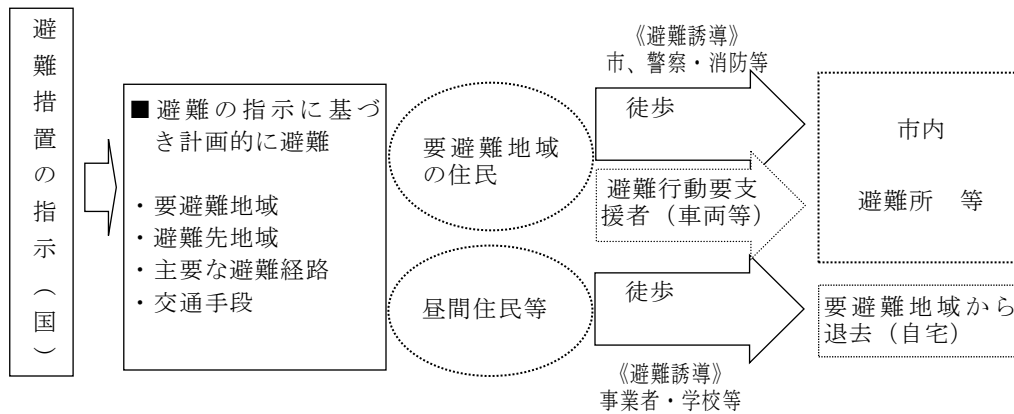 避難措置の指示（国）
■避難の指示に基づ
き計画的に避難
・要避難地域
・避難先地域
・主要な避難経路
・交通手段
要避難地域
の住民
昼間住民等
《避難誘導》
市、警察・消防等
徒歩
避難行動要支
援者（車両等）
徒歩
《避難誘導》
事業者・学校等
市内
避難所　等
要避難地域から
退去（自宅）